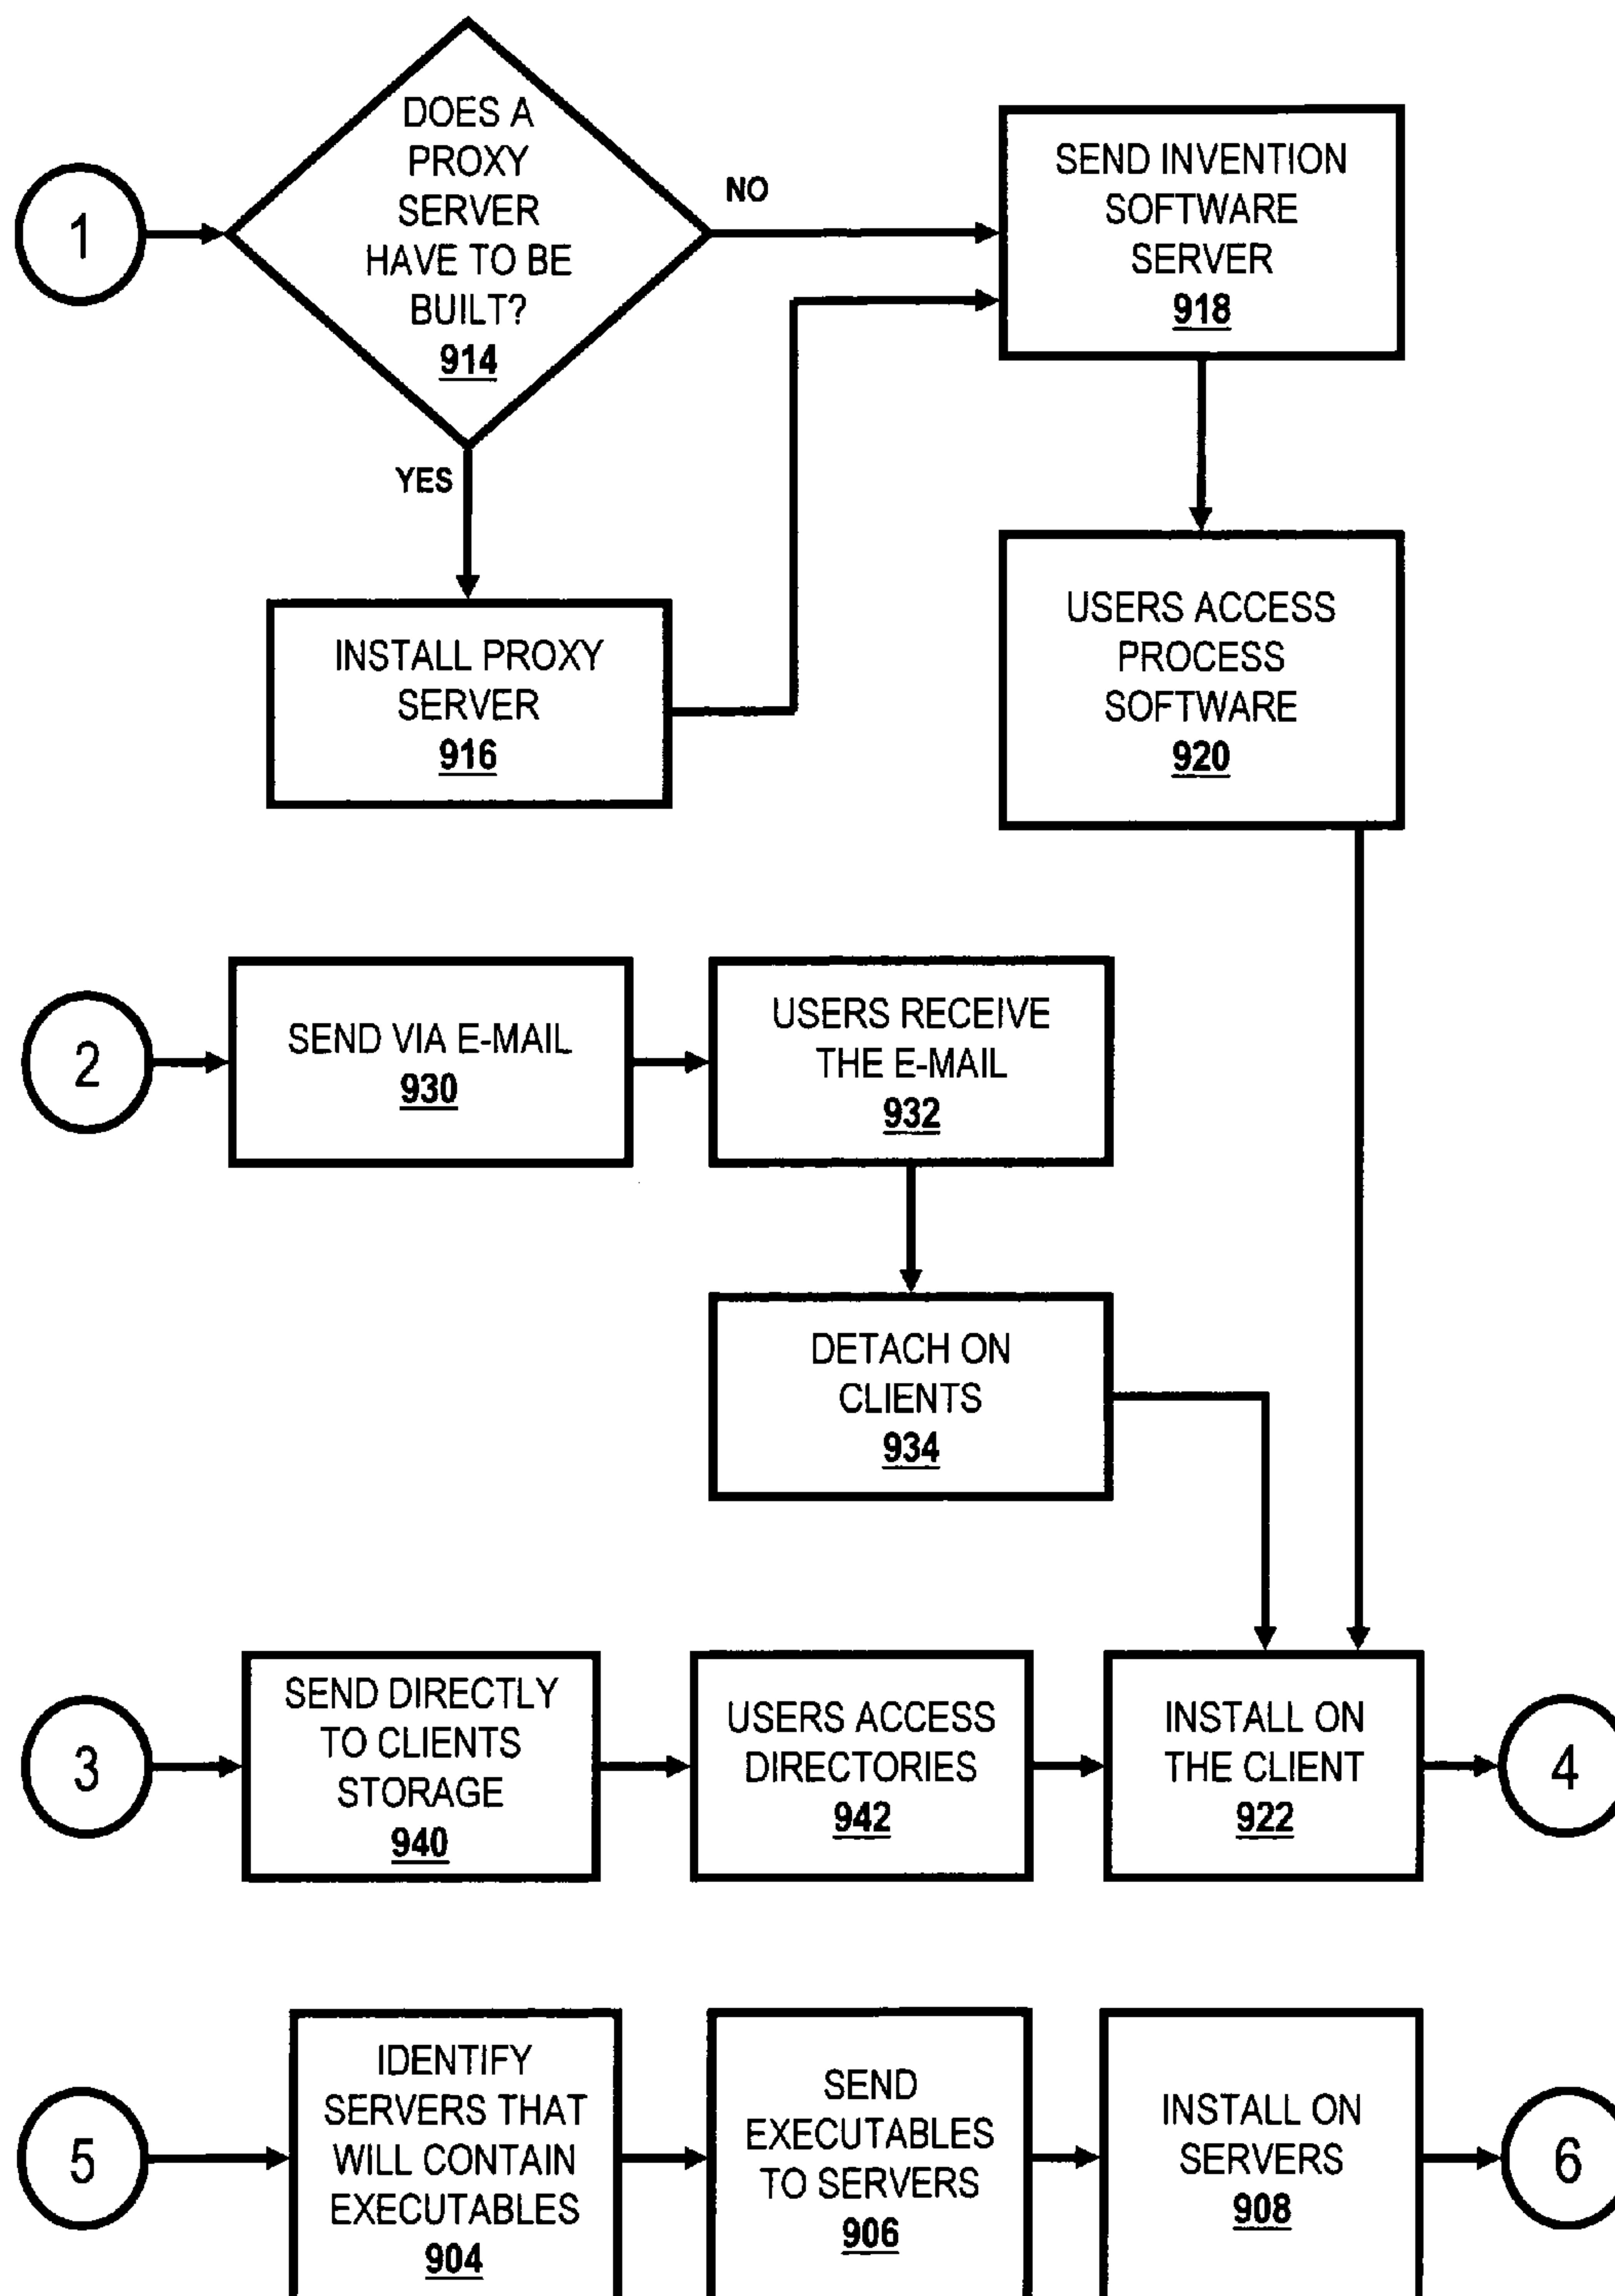 1
DOES A
PROXY
SERVER
HAVE TO BE
BUILT?
914
NO
YES
SEND INVENTION
SOFTWARE
SERVER
918
INSTALL PROXY
SERVER
916
USERS ACCESS
PROCESS
SOFTWARE
920
2
SEND VIA E-MAIL
930
USERS RECEIVE
THE E-MAIL
932
DETACH ON
CLIENTS
934
3
SEND DIRECTLY
TO CLIENTS
STORAGE
940
USERS ACCESS
DIRECTORIES
942
INSTALL ON
THE CLIENT
922
4
5
IDENTIFY
SERVERS THAT
WILL CONTAIN
EXECUTABLES
904
SEND
EXECUTABLES
TO SERVERS
906
INSTALL ON
SERVERS
908
6